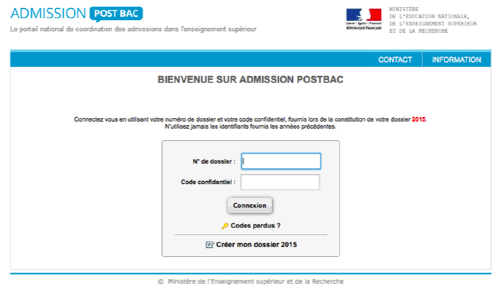 ADMISSION POST BAC
Le portail national de coordination des admissions dans l'enseignement supérieur
Liberté • Égalité • Fraternité
RÉPUBLIQUE FRANÇAISE
MINISTÈRE
DE L'ÉDUCATION NATIONALE,
DE L'ENSEIGNEMENT SUPÉRIEUR
ET DE LA RECHERCHE
CONTACT
INFORMATION
BIENVENUE SUR ADMISSION POSTBAC
Connectez vous en utilisant votre numéro de dossier et votre code confidentiel, fournis lors de la constitution de votre dossier 2015.
N'utilisez jamais les identifiants fournis les années précédentes.
N° de dossier :
Code confidentiel :
Connexion
Codes perdus ?
Créer mon dossier 2015
© Ministère de l'Enseignement supérieur et de la Recherche